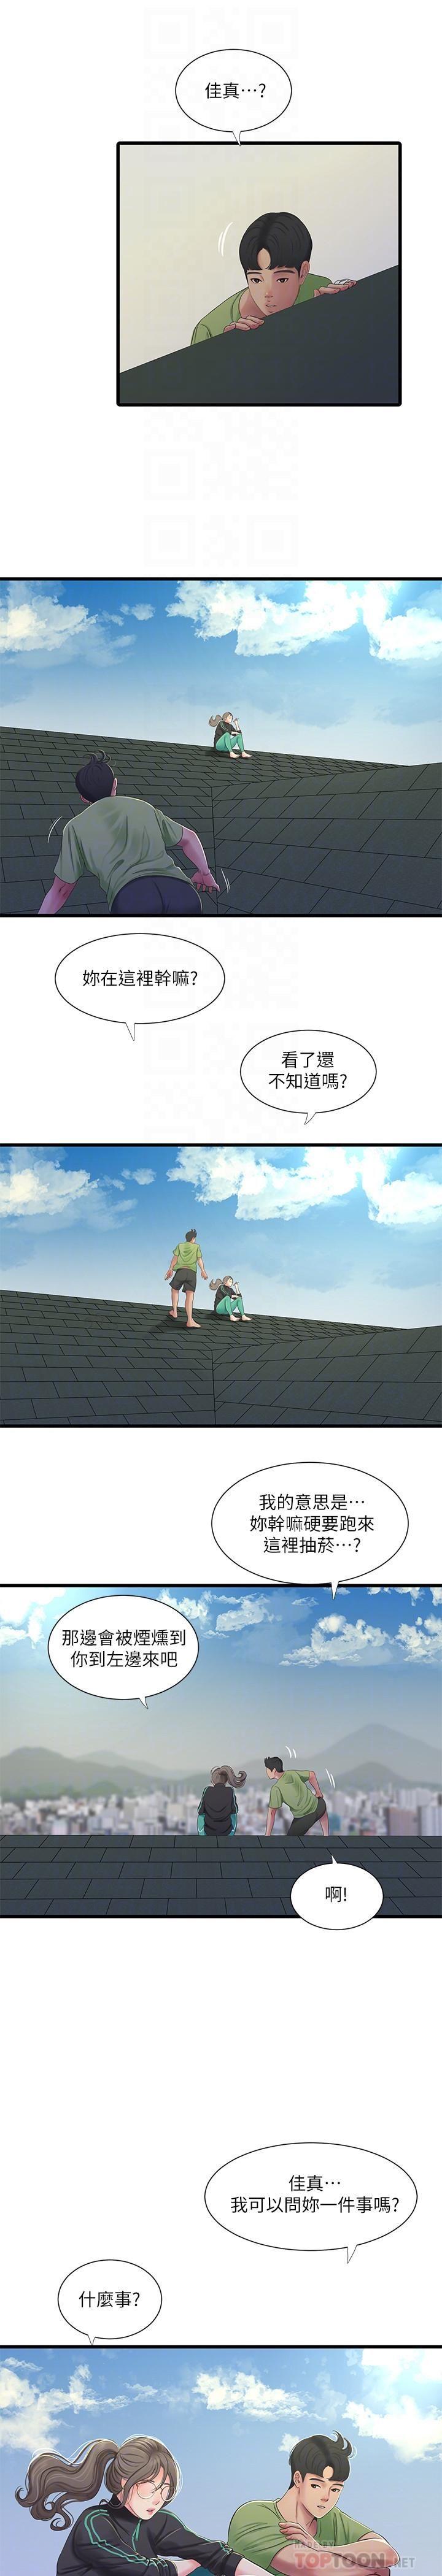 佳真…?
妳在這裡幹嘛?
看了還
不知道嗎?
我的意思是…
妳幹嘛硬要跑來
這裡抽菸…?
那邊會被煙燻到
你到左邊來吧
啊!
佳真…
我可以問妳一件事嗎?
什麼事?
TOPTOON.NET